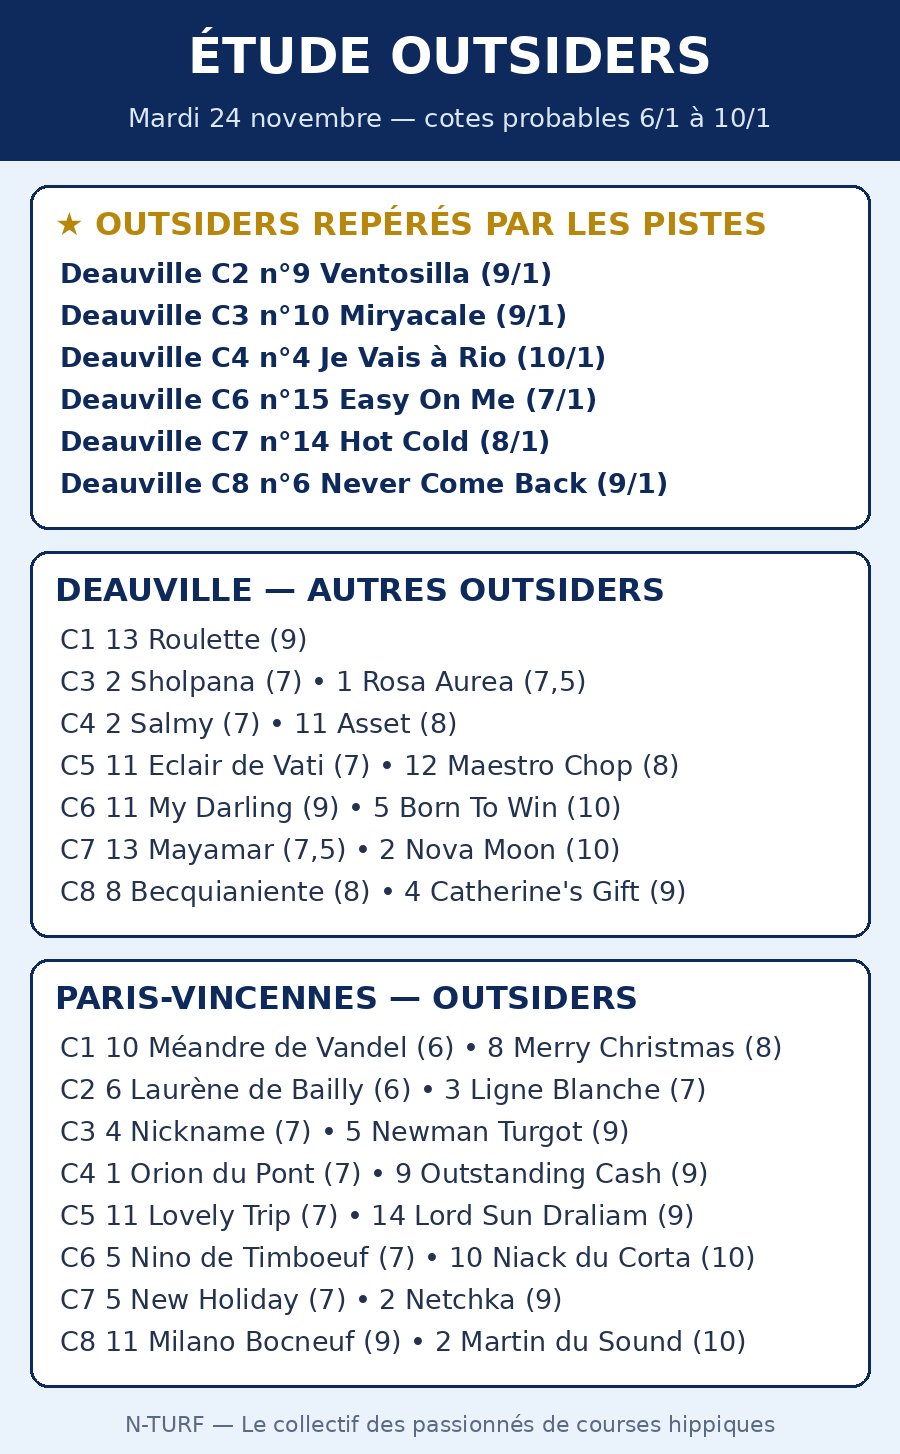 ÉTUDE OUTSIDERS
Mardi 24 novembre — cotes probables 6/1 à 10/1
★ OUTSIDERS REPÉRÉS PAR LES PISTES
Deauville C2 n°9 Ventosilla (9/1)
Deauville C3 n°10 Miryacale (9/1)
Deauville C4 n°4 Je Vais à Rio (10/1)
Deauville C6 n°15 Easy On Me (7/1)
Deauville C7 n°14 Hot Cold (8/1)
Deauville C8 n°6 Never Come Back (9/1)
DEAUVILLE — AUTRES OUTSIDERS
C1 13 Roulette (9)
C3 2 Sholpana (7) • 1 Rosa Aurea (7,5)
C4 2 Salmy (7) • 11 Asset (8)
C5 11 Eclair de Vati (7) • 12 Maestro Chop (8)
C6 11 My Darling (9) • 5 Born To Win (10)
C7 13 Mayamar (7,5) • 2 Nova Moon (10)
C8 8 Becquianiente (8) • 4 Catherine's Gift (9)
PARIS-VINCENNES — OUTSIDERS
C1 10 Méandre de Vandel (6) • 8 Merry Christmas (8)
C2 6 Laurène de Bailly (6) • 3 Ligne Blanche (7)
C3 4 Nickname (7) • 5 Newman Turgot (9)
C4 1 Orion du Pont (7) • 9 Outstanding Cash (9)
C5 11 Lovely Trip (7) • 14 Lord Sun Draliam (9)
C6 5 Nino de Timboeuf (7) • 10 Niack du Corta (10)
C7 5 New Holiday (7) • 2 Netchka (9)
C8 11 Milano Bocneuf (9) • 2 Martin du Sound (10)
N-TURF — Le collectif des passionnés de courses hippiques